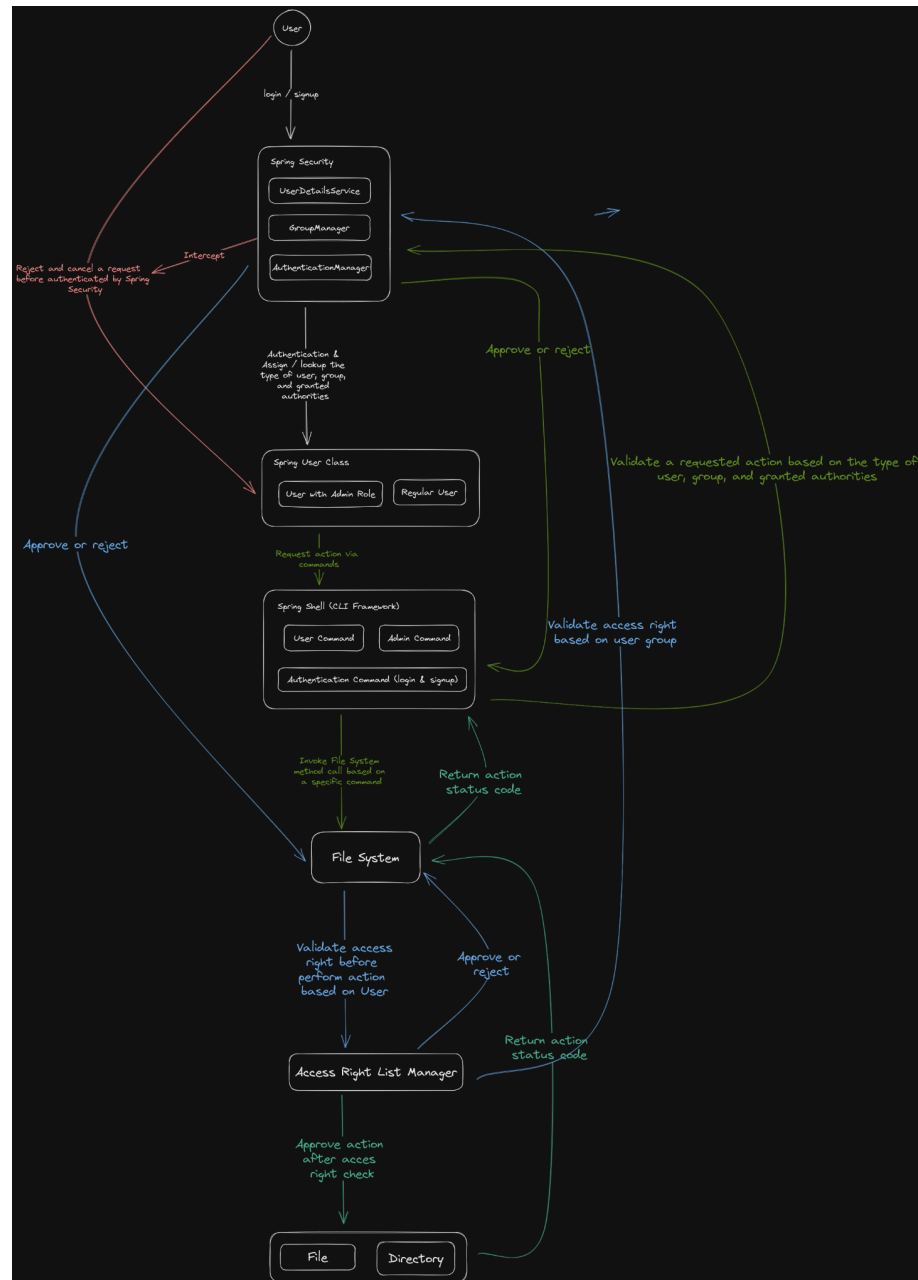 User
login / signup
Spring Security
UserDetailsService
GroupManager
Intercept
AuthenticationManager
Reject and cancel a request
before authenticated by Spring
Security
Authentication &
Assign / lookup the
type of user, group,
and granted
authorities
Approve or reject
Spring User Class
User with Admin Role
Regular User
Validate a requested action based on the type of
user, group, and granted authorities
Approve or reject
Request action via
commands
Spring Shell (CLI Framework)
User Command
Admin Command
Authentication Command (login & signup)
Validate access right
based on user group
Invoke File System
method call based on
a specific command
Return action
status code
File System
Validate access
right before
perform action
based on User
Approve or
reject
Return action
status code
Access Right List Manager
Approve action
after acces
right check
File
Directory